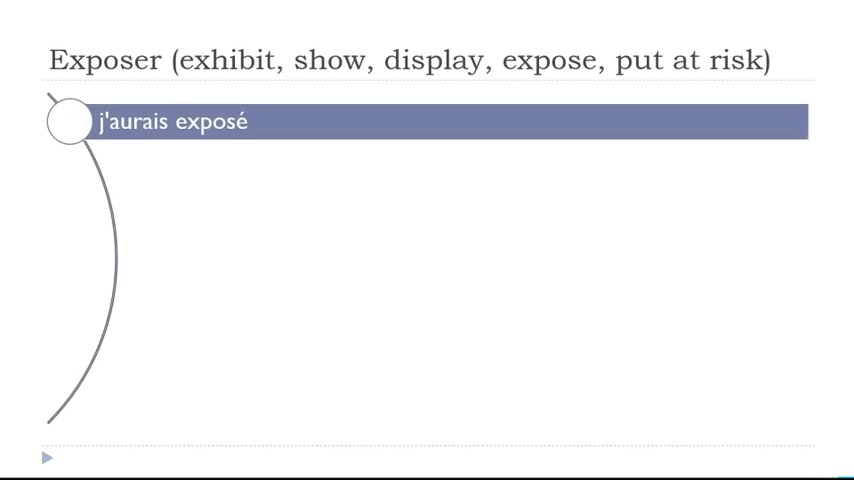 Exposer (exhibit, show, display, expose, put at risk)
j'aurais exposé